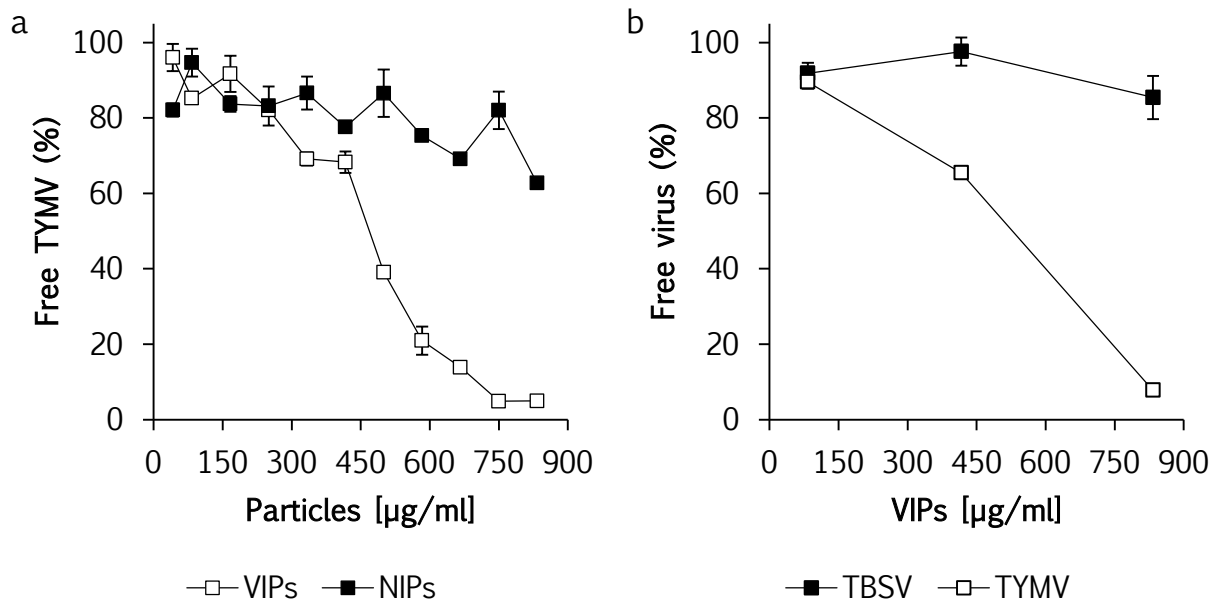 a
100
80
60
40
20
0
Free TYMV (%)
0 150 300 450 600 750 900
Particles [µg/ml]
VIPs NIPs
b
100
80
60
40
20
0
Free virus (%)
0 150 300 450 600 750 900
VIPs [µg/ml]
TBSV TYMV